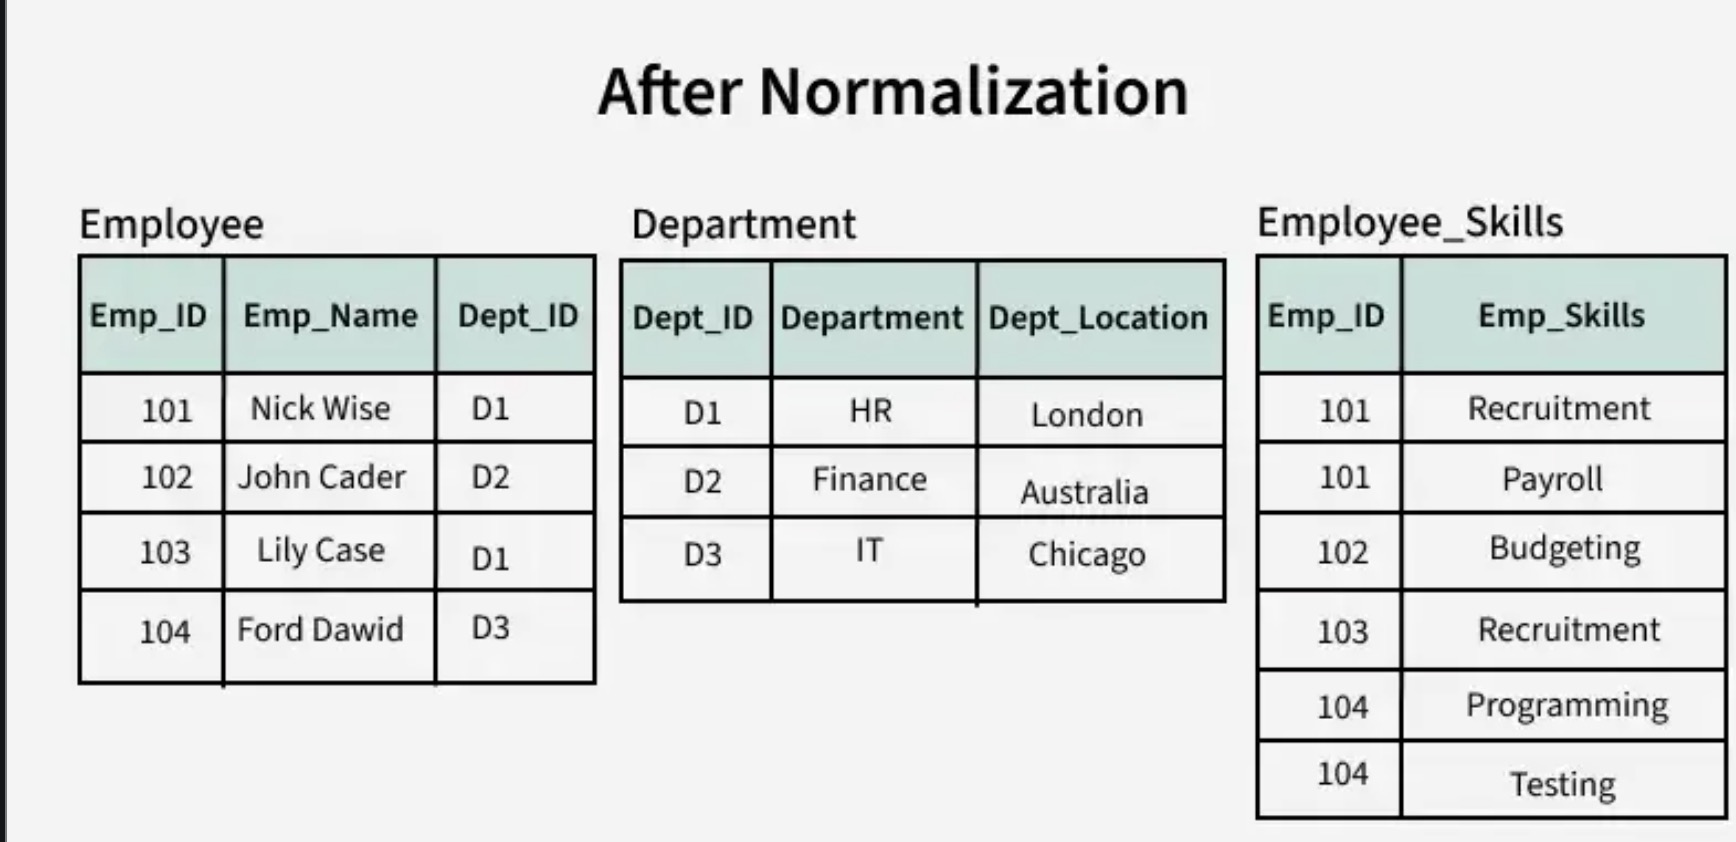 After Normalization
Employee
Emp_ID Emp_Name Dept_ID
101 Nick Wise D1
102 John Cader D2
103 Lily Case D1
104 Ford Dawid D3
Department
Dept_ID Department Dept_Location
D1 HR London
D2 Finance Australia
D3 IT Chicago
Employee_Skills
Emp_ID Emp_Skills
101 Recruitment
101 Payroll
102 Budgeting
103 Recruitment
104 Programming
104 Testing